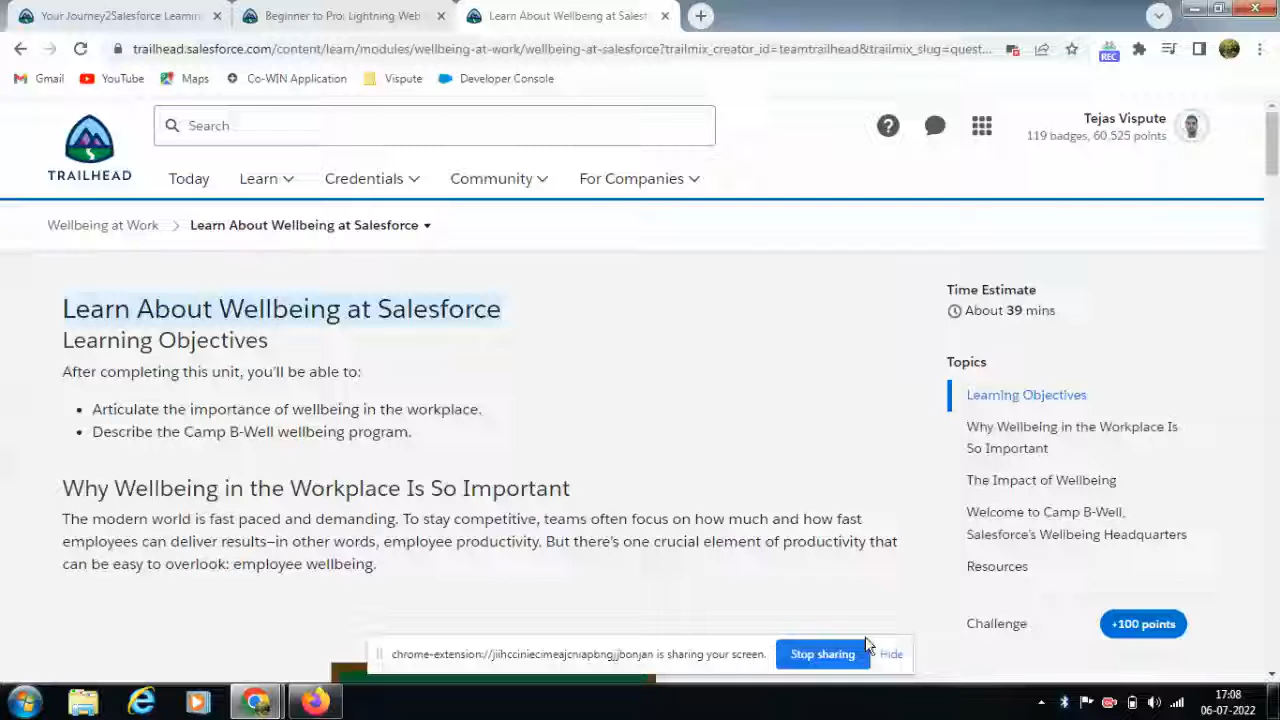 Your Journey2Salesforce Learnin
Beginner to Pro: Lightning Web
Learn About Wellbeing at Salest
trailhead.salesforce.com/content/learn/modules/wellbeing-at-work/wellbeing-at-salesforce?trailmix_creator_id=teamtrailhead&trailmix_slug=quest...
REC
Gmail
YouTube
Maps
Co-WIN Application
Vispute
Developer Console
TRAILHEAD
Search
Tejas Vispute
119 badges, 60,525 points
Today
Learn
Credentials
Community
For Companies
Wellbeing at Work
Learn About Wellbeing at Salesforce
Learn About Wellbeing at Salesforce
Learning Objectives
After completing this unit, you'll be able to:
• Articulate the importance of wellbeing in the workplace.
• Describe the Camp B-Well wellbeing program.
Why Wellbeing in the Workplace Is So Important
The modern world is fast paced and demanding. To stay competitive, teams often focus on how much and how fast
employees can deliver results—in other words, employee productivity. But there's one crucial element of productivity that
can be easy to overlook: employee wellbeing.
Time Estimate
About 39 mins
Topics
Learning Objectives
Why Wellbeing in the Workplace Is
So Important
The Impact of Wellbeing
Welcome to Camp B-Well,
Salesforce's Wellbeing Headquarters
Resources
Challenge
+100 points
is sharing your screen.
Stop sharing
Hide
17:08
06-07-2022